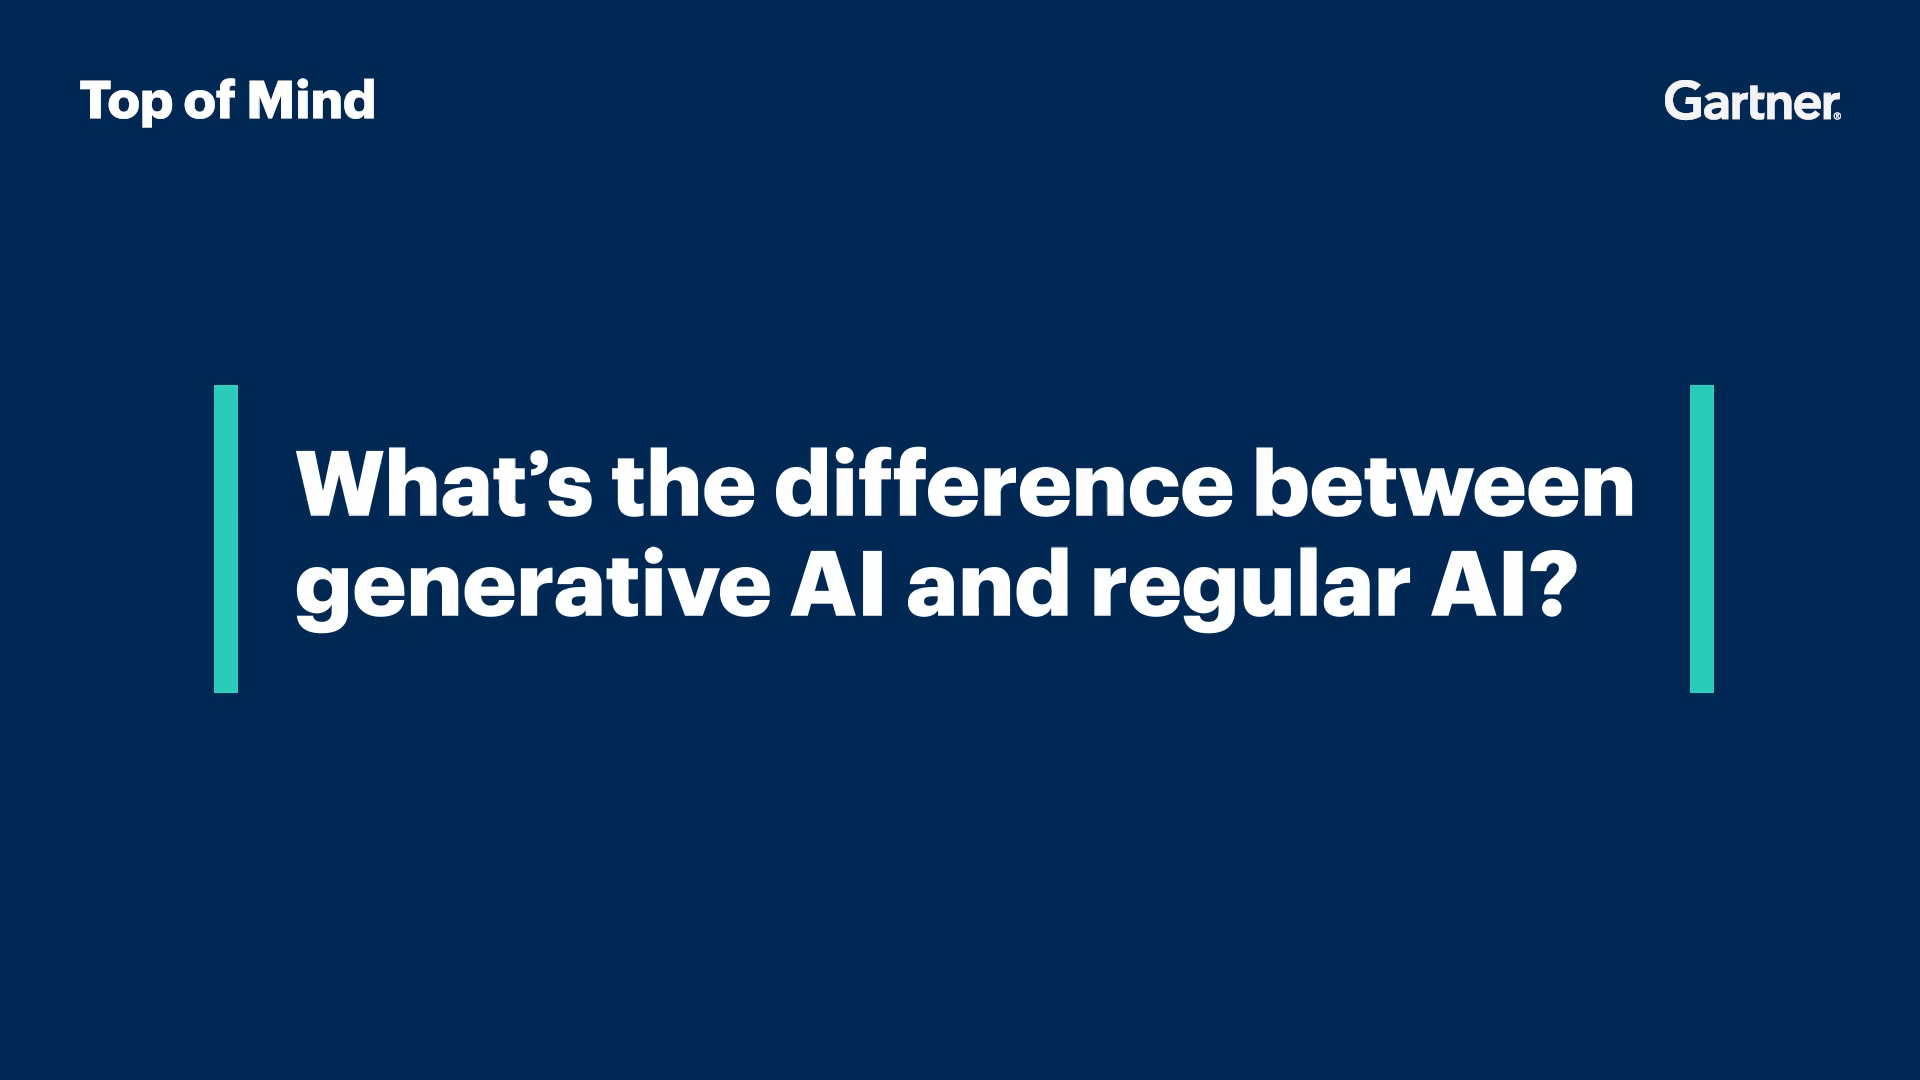 Top of Mind
Gartner®
What’s the difference between
generative AI and regular AI?